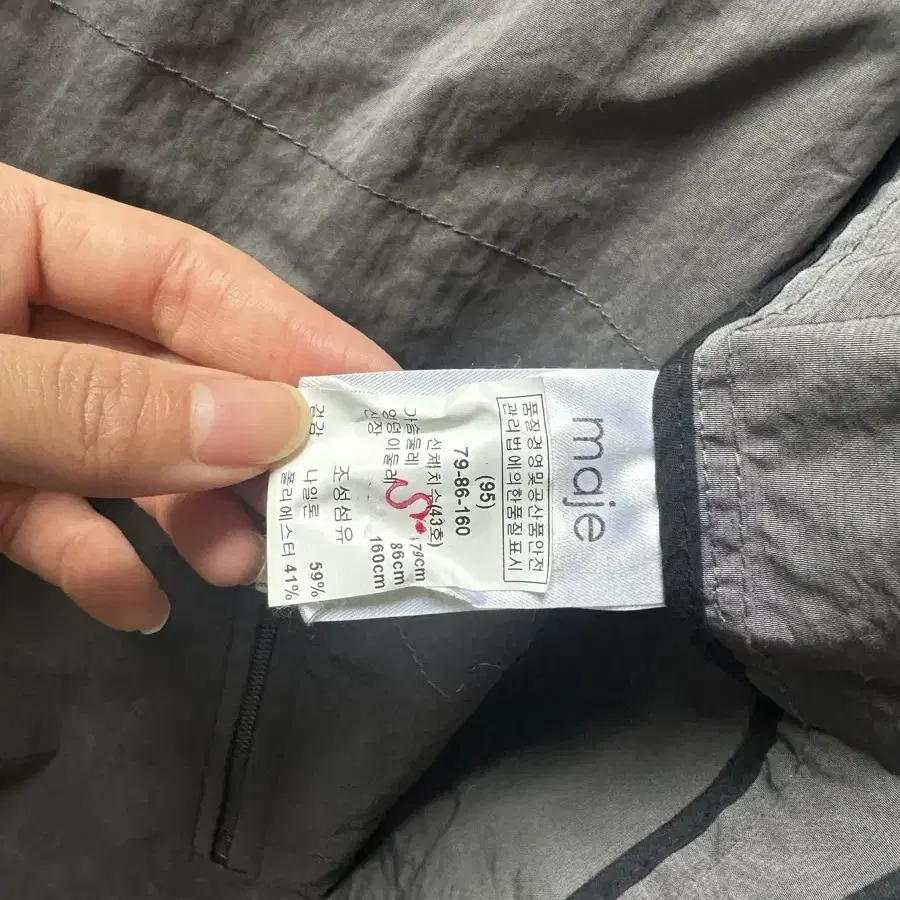 maje
품질경영및공산품안전
관리법에의한품질표시
(95)
79-86-160
신체치수(43호)
가슴둘레 79cm
엉덩이둘레 86cm
신장 160cm
S.
조성섬유
겉감 나일론 59%
폴리에스터 41%